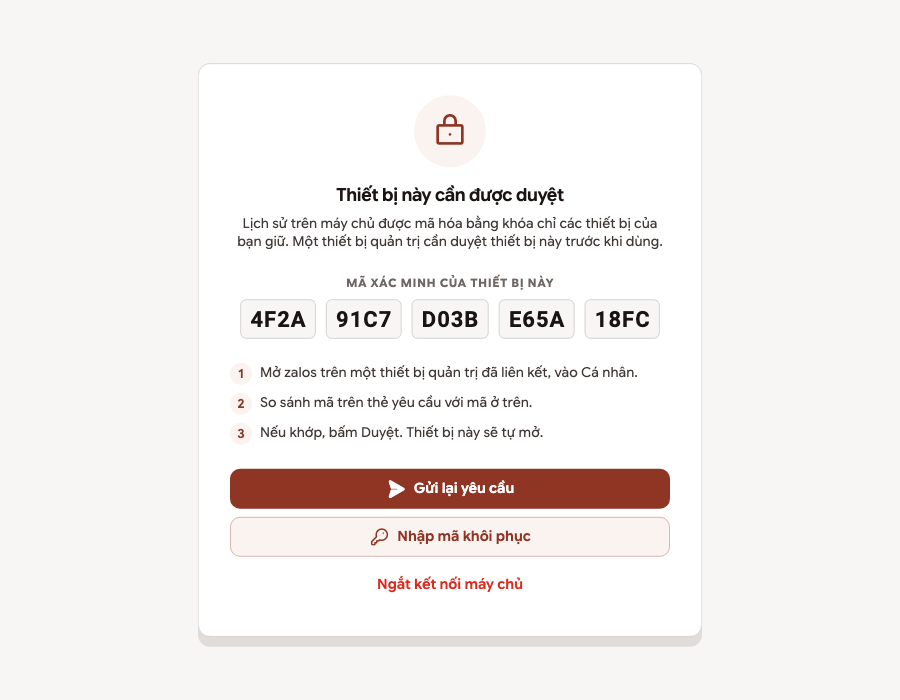 Thiết bị này cần được duyệt
Lịch sử trên máy chủ được mã hóa bằng khóa chỉ các thiết bị của
bạn giữ. Một thiết bị quản trị cần duyệt thiết bị này trước khi dùng.
MÃ XÁC MINH CỦA THIẾT BỊ NÀY
4F2A 91C7 D03B E65A 18FC
1 Mở zalos trên một thiết bị quản trị đã liên kết, vào Cá nhân.
2 So sánh mã trên thẻ yêu cầu với mã ở trên.
3 Nếu khớp, bấm Duyệt. Thiết bị này sẽ tự mở.
Gửi lại yêu cầu
Nhập mã khôi phục
Ngắt kết nối máy chủ